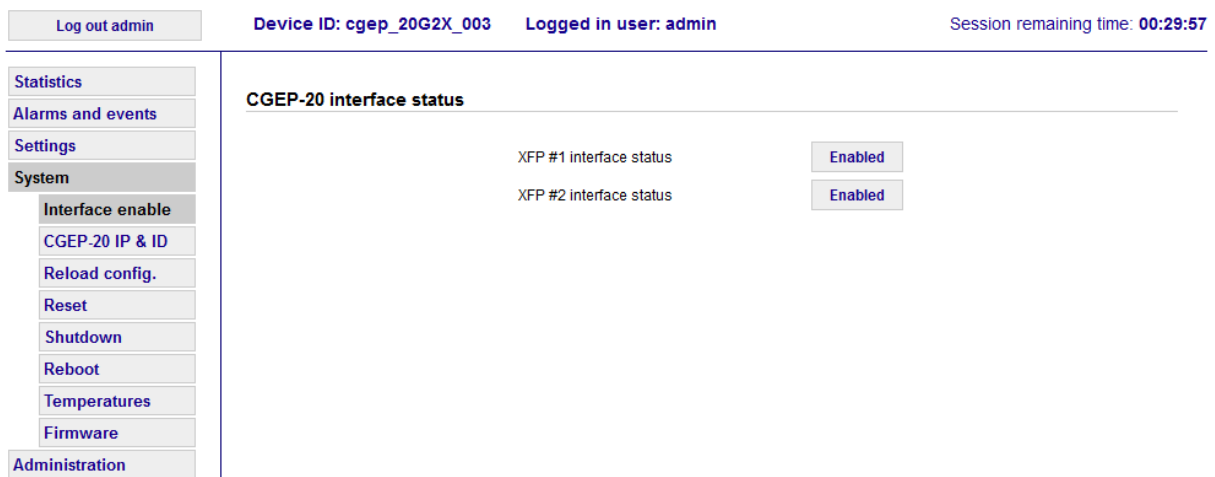 Log out admin
Device ID: cgep_20G2X_003 Logged in user: admin
Session remaining time: 00:29:57
Statistics
Alarms and events
Settings
System
Interface enable
CGEP-20 IP & ID
Reload config.
Reset
Shutdown
Reboot
Temperatures
Firmware
Administration
CGEP-20 interface status
XFP #1 interface status Enabled
XFP #2 interface status Enabled